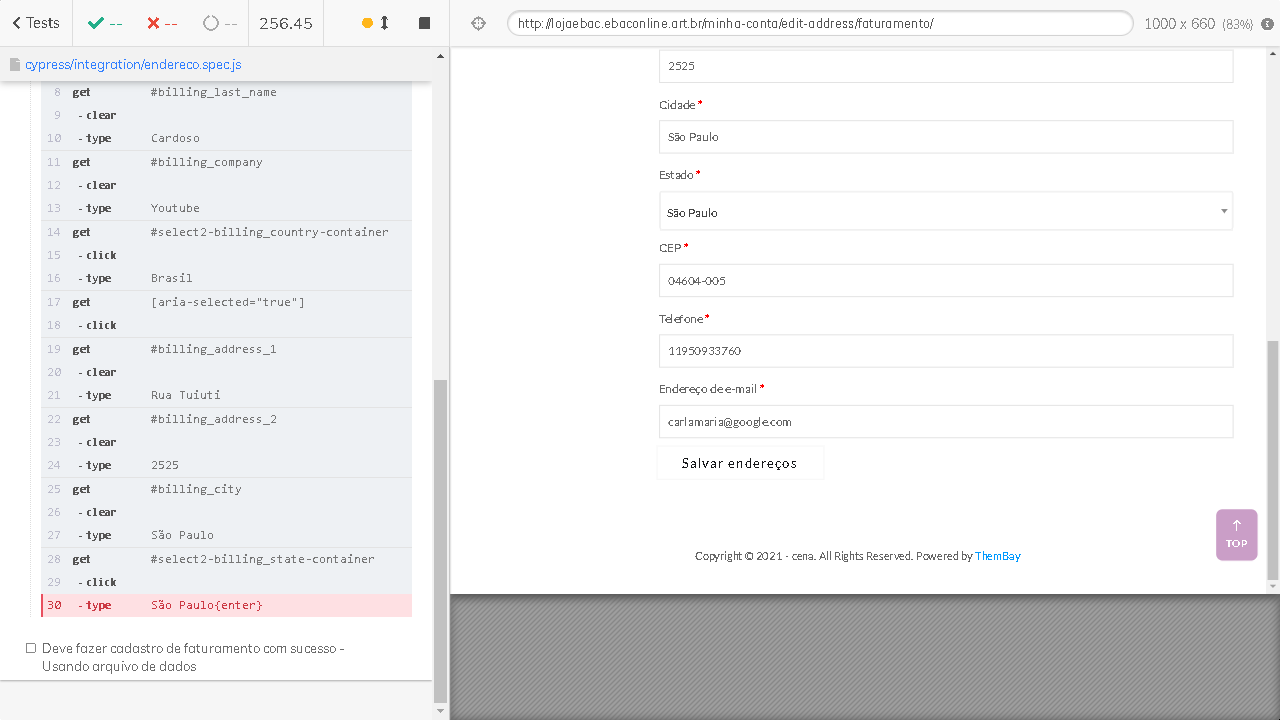 Tests
--
--
--
256.45
http://lojaebac.ebaconline.art.br/minha-conta/edit-address/faturamento/
1000 x 660 (83%)
cypress/integration/endereco.spec.js
8 get #billing_last_name
9 - clear
10 - type Cardoso
11 get #billing_company
12 - clear
13 - type Youtube
14 get #select2-billing_country-container
15 - click
16 - type Brasil
17 get [aria-selected="true"]
18 - click
19 get #billing_address_1
20 - clear
21 - type Rua Tuiuti
22 get #billing_address_2
23 - clear
24 - type 2525
25 get #billing_city
26 - clear
27 - type São Paulo
28 get #select2-billing_state-container
29 - click
30 - type São Paulo{enter}
Deve fazer cadastro de faturamento com sucesso -
Usando arquivo de dados
2525
Cidade *
São Paulo
Estado *
São Paulo
CEP *
04604-005
Telefone *
11950933760
Endereço de e-mail *
carlamaria@google.com
Salvar endereços
TOP
Copyright © 2021 - cena. All Rights Reserved. Powered by ThemBay